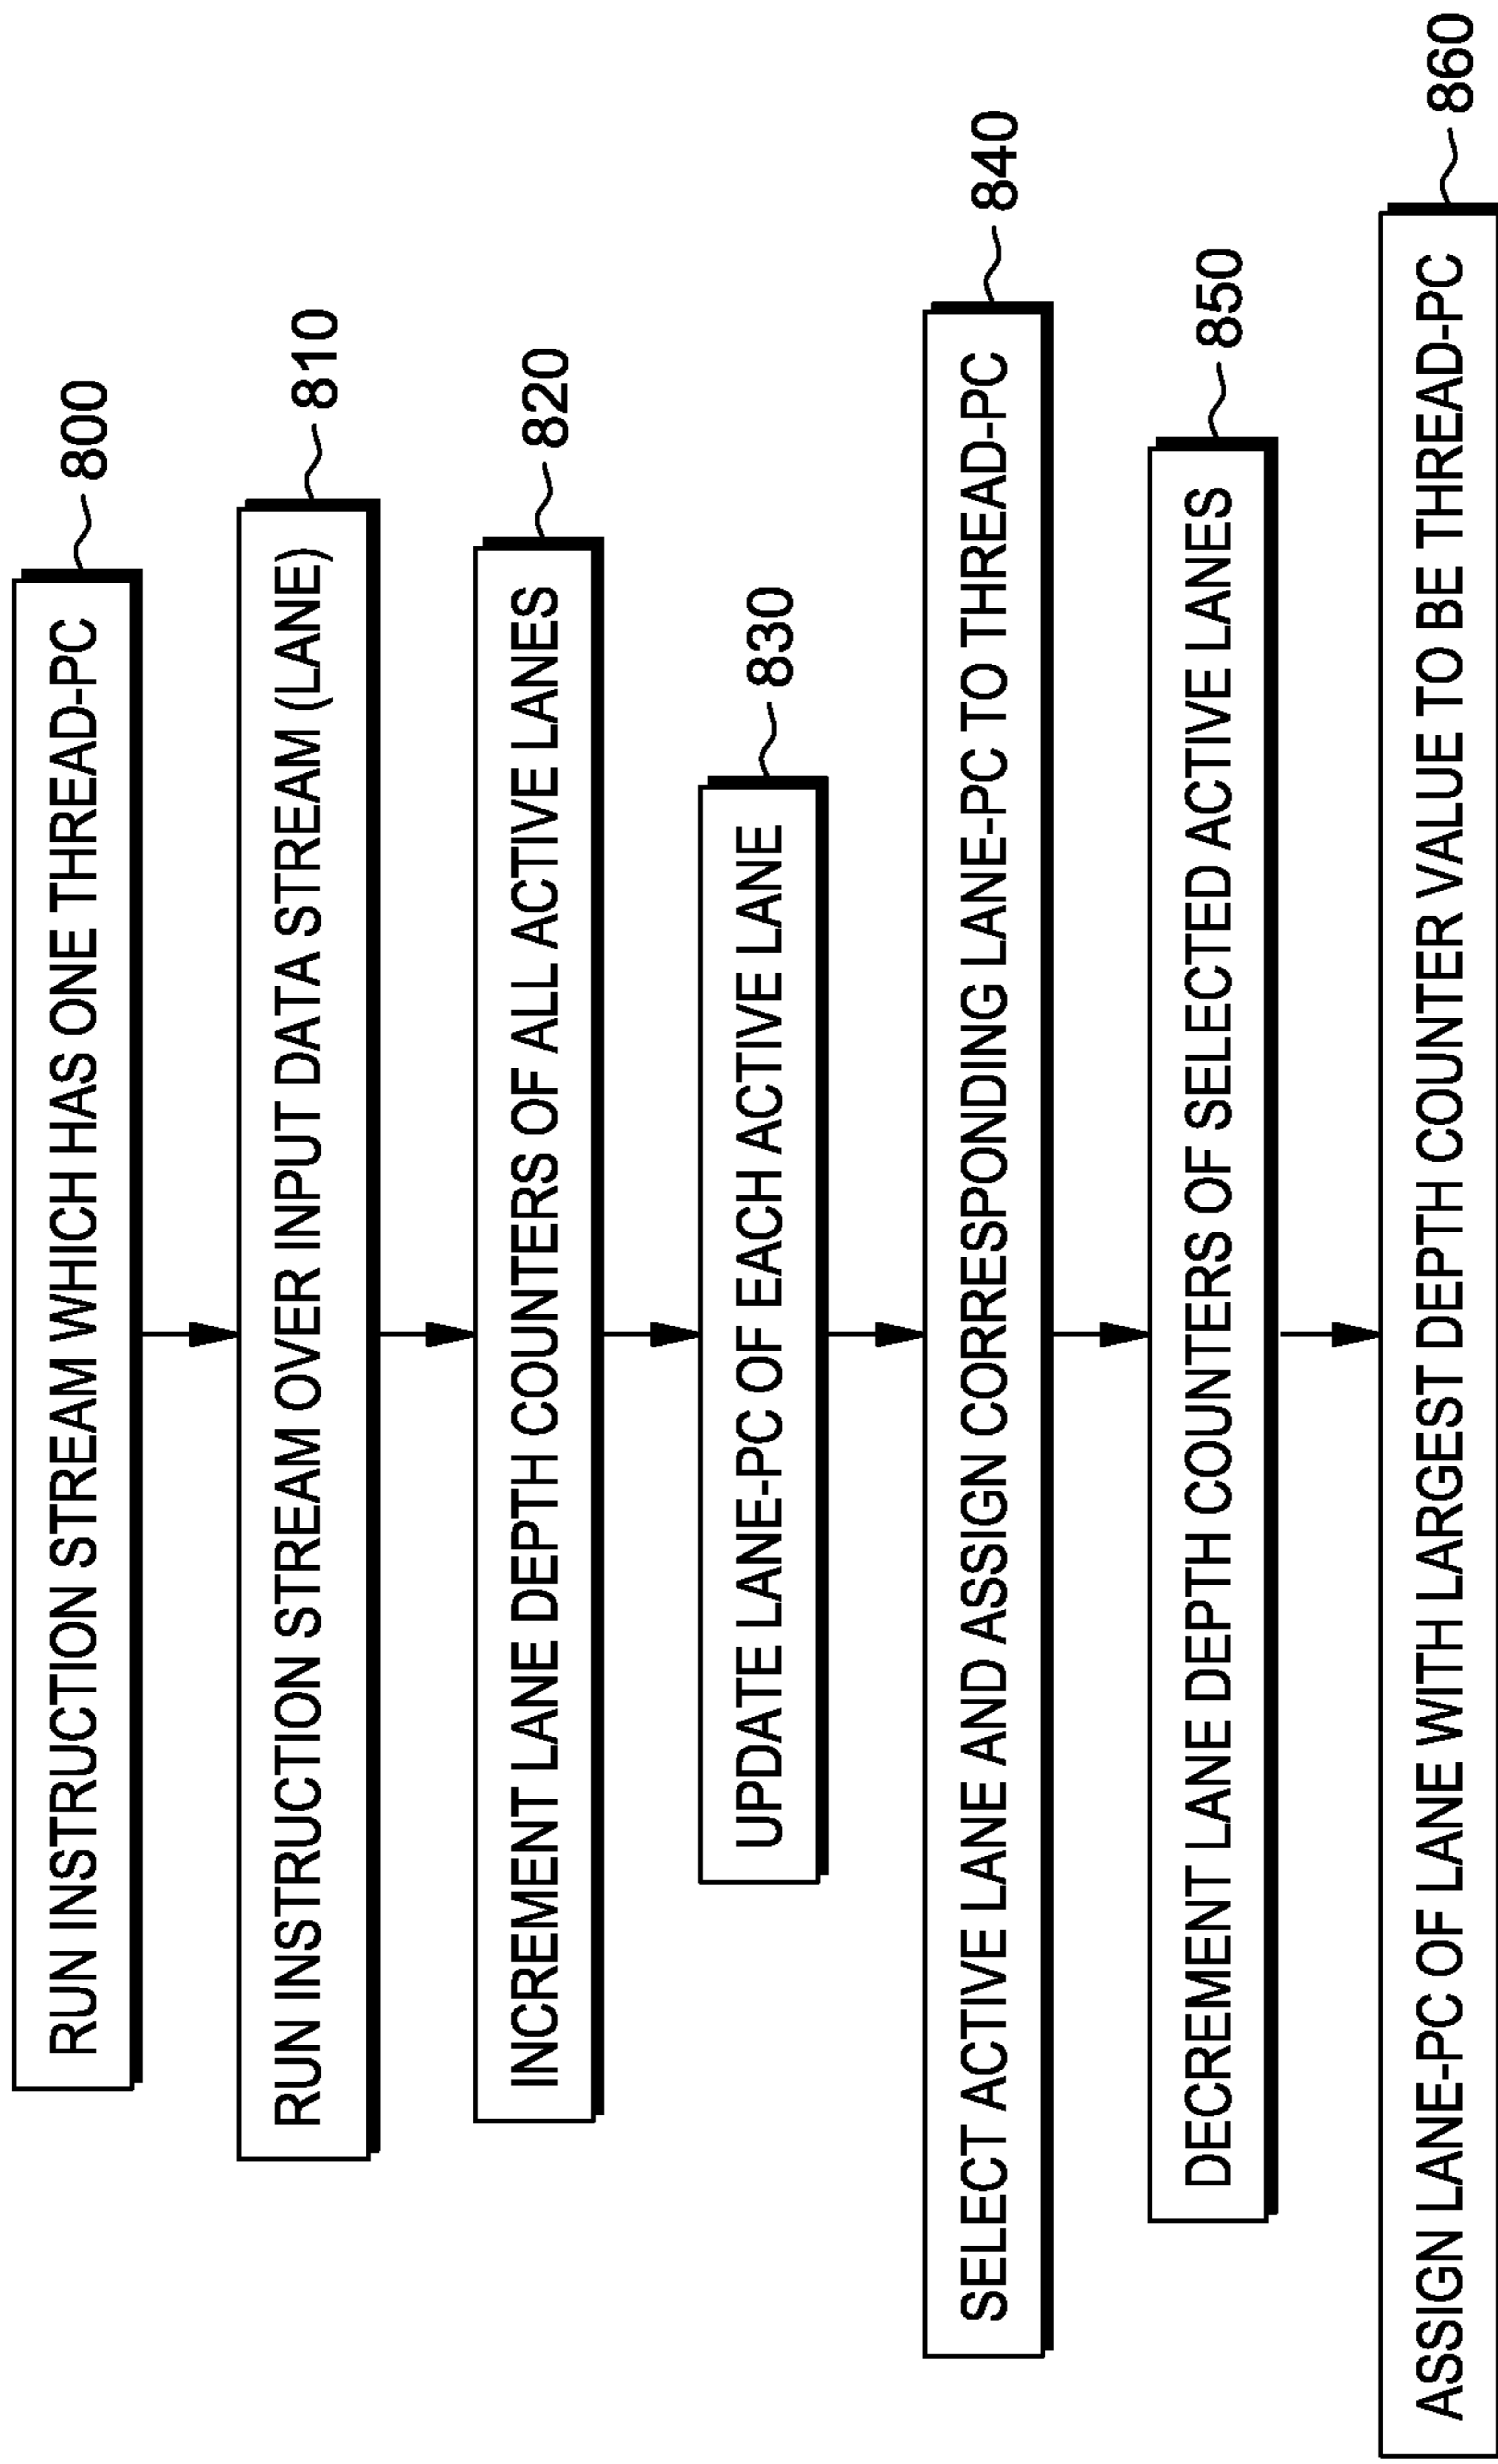 RUN INSTRUCTION STREAM WHICH HAS ONE THREAD-PC
800
RUN INSTRUCTION STREAM OVER INPUT DATA STREAM (LANE)
810
INCREMENT LANE DEPTH COUNTERS OF ALL ACTIVE LANES
820
UPDATE LANE-PC OF EACH ACTIVE LANE
830
SELECT ACTIVE LANE AND ASSIGN CORRESPONDING LANE-PC TO THREAD-PC
840
DECREMENT LANE DEPTH COUNTERS OF SELECTED ACTIVE LANES
850
ASSIGN LANE-PC OF LANE WITH LARGEST DEPTH COUNTER VALUE TO BE THREAD-PC
860